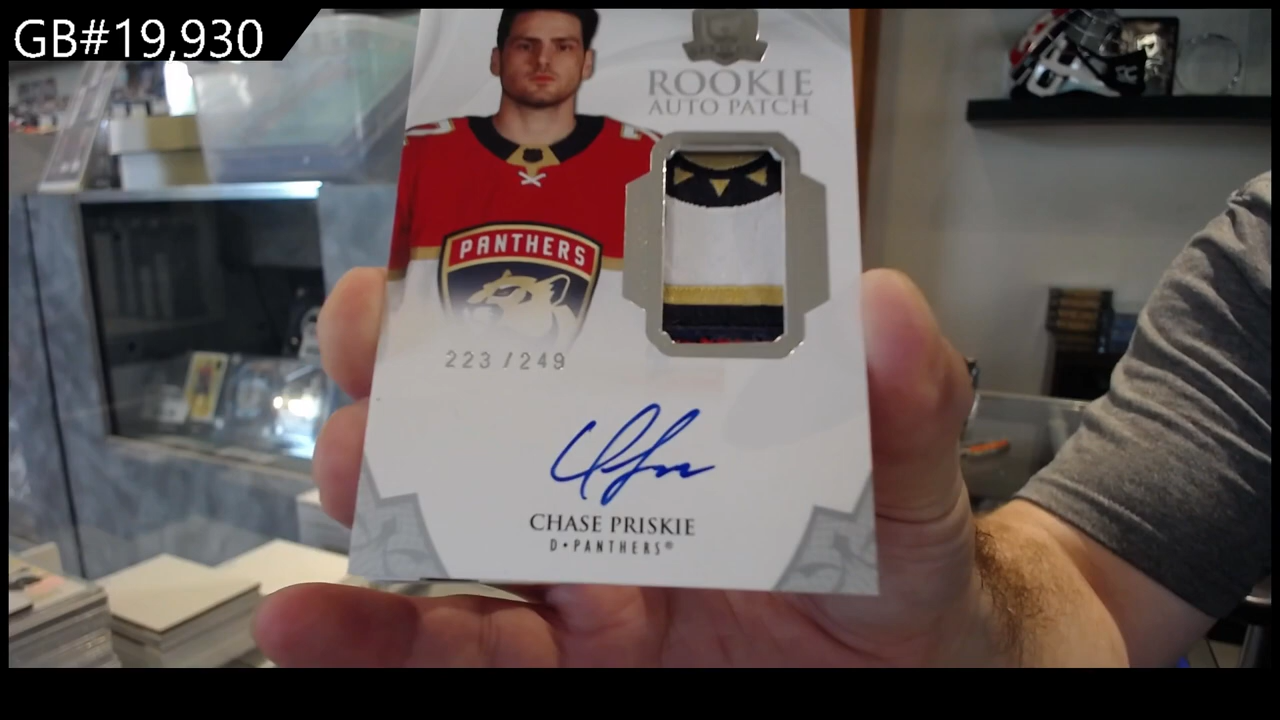 GB#19,930
ROOKIE
AUTO PATCH
PANTHERS
223/249
CHASE PRISKIE
D•PANTHERS®